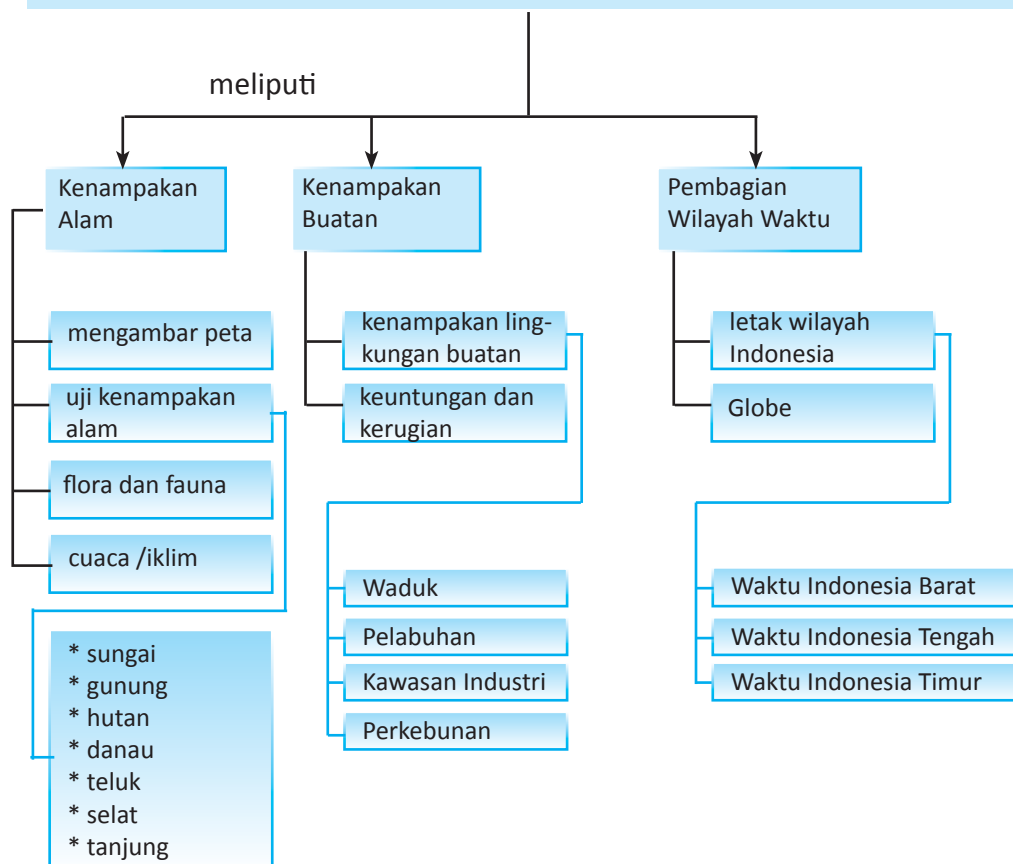 meliputi
Kenampakan
Alam
mengambar peta
uji kenampakan
alam
flora dan fauna
cuaca /iklim
* sungai
* gunung
* hutan
* danau
* teluk
* selat
* tanjung
Kenampakan
Buatan
kenampakan ling-
kungan buatan
keuntungan dan
kerugian
Waduk
Pelabuhan
Kawasan Industri
Perkebunan
Pembagian
Wilayah Waktu
letak wilayah
Indonesia
Globe
Waktu Indonesia Barat
Waktu Indonesia Tengah
Waktu Indonesia Timur